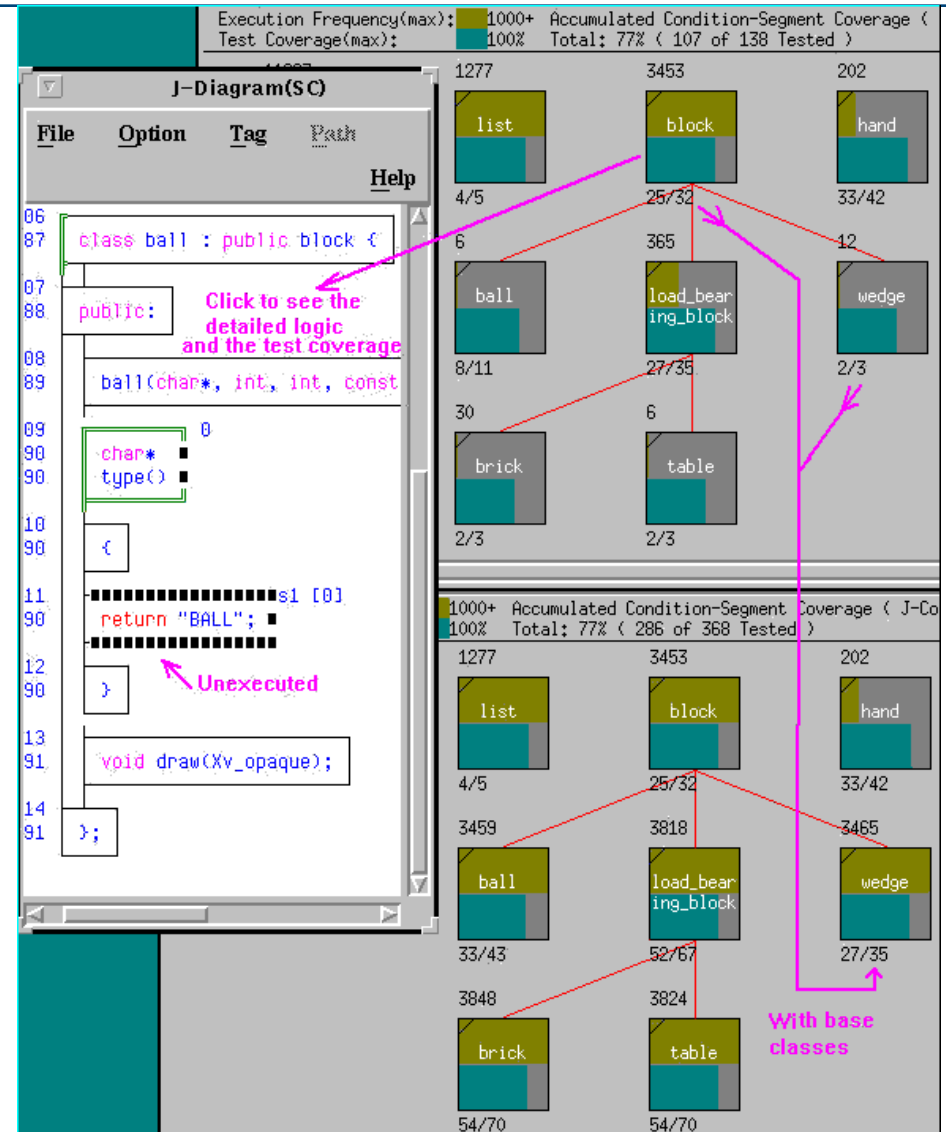 Execution Frequency(max): 1000+ Accumulated Condition-Segment Coverage (
Test Coverage(max): 100% Total: 77% ( 107 of 138 Tested )
1277 3453 202
list block hand
4/5 25/32 33/42
6 365 12
ball load_bear wedge
ing_block
8/11 27/35 2/3
30 6
brick table
2/3 2/3
J-Diagram(SC)
File Option Tag Path
Help
06
87 class ball : public block {
07
88 public:
08
89 ball(char*, int, int, const
09 0
90 char*
90 type()
10
90 {
11 s1 [0]
90 return "BALL";
12
90 }
13
91 void draw(Xv_opaque);
14
91 };
Click to see the
detailed logic
and the test coverage
Unexecuted
1000+ Accumulated Condition-Segment Coverage ( J-Co
100% Total: 77% ( 286 of 368 Tested )
1277 3453 202
list block hand
4/5 25/32 33/42
3459 3818 3465
ball load_bear wedge
ing_block
33/43 52/67 27/35
3848 3824
brick table
54/70 54/70
With base
classes